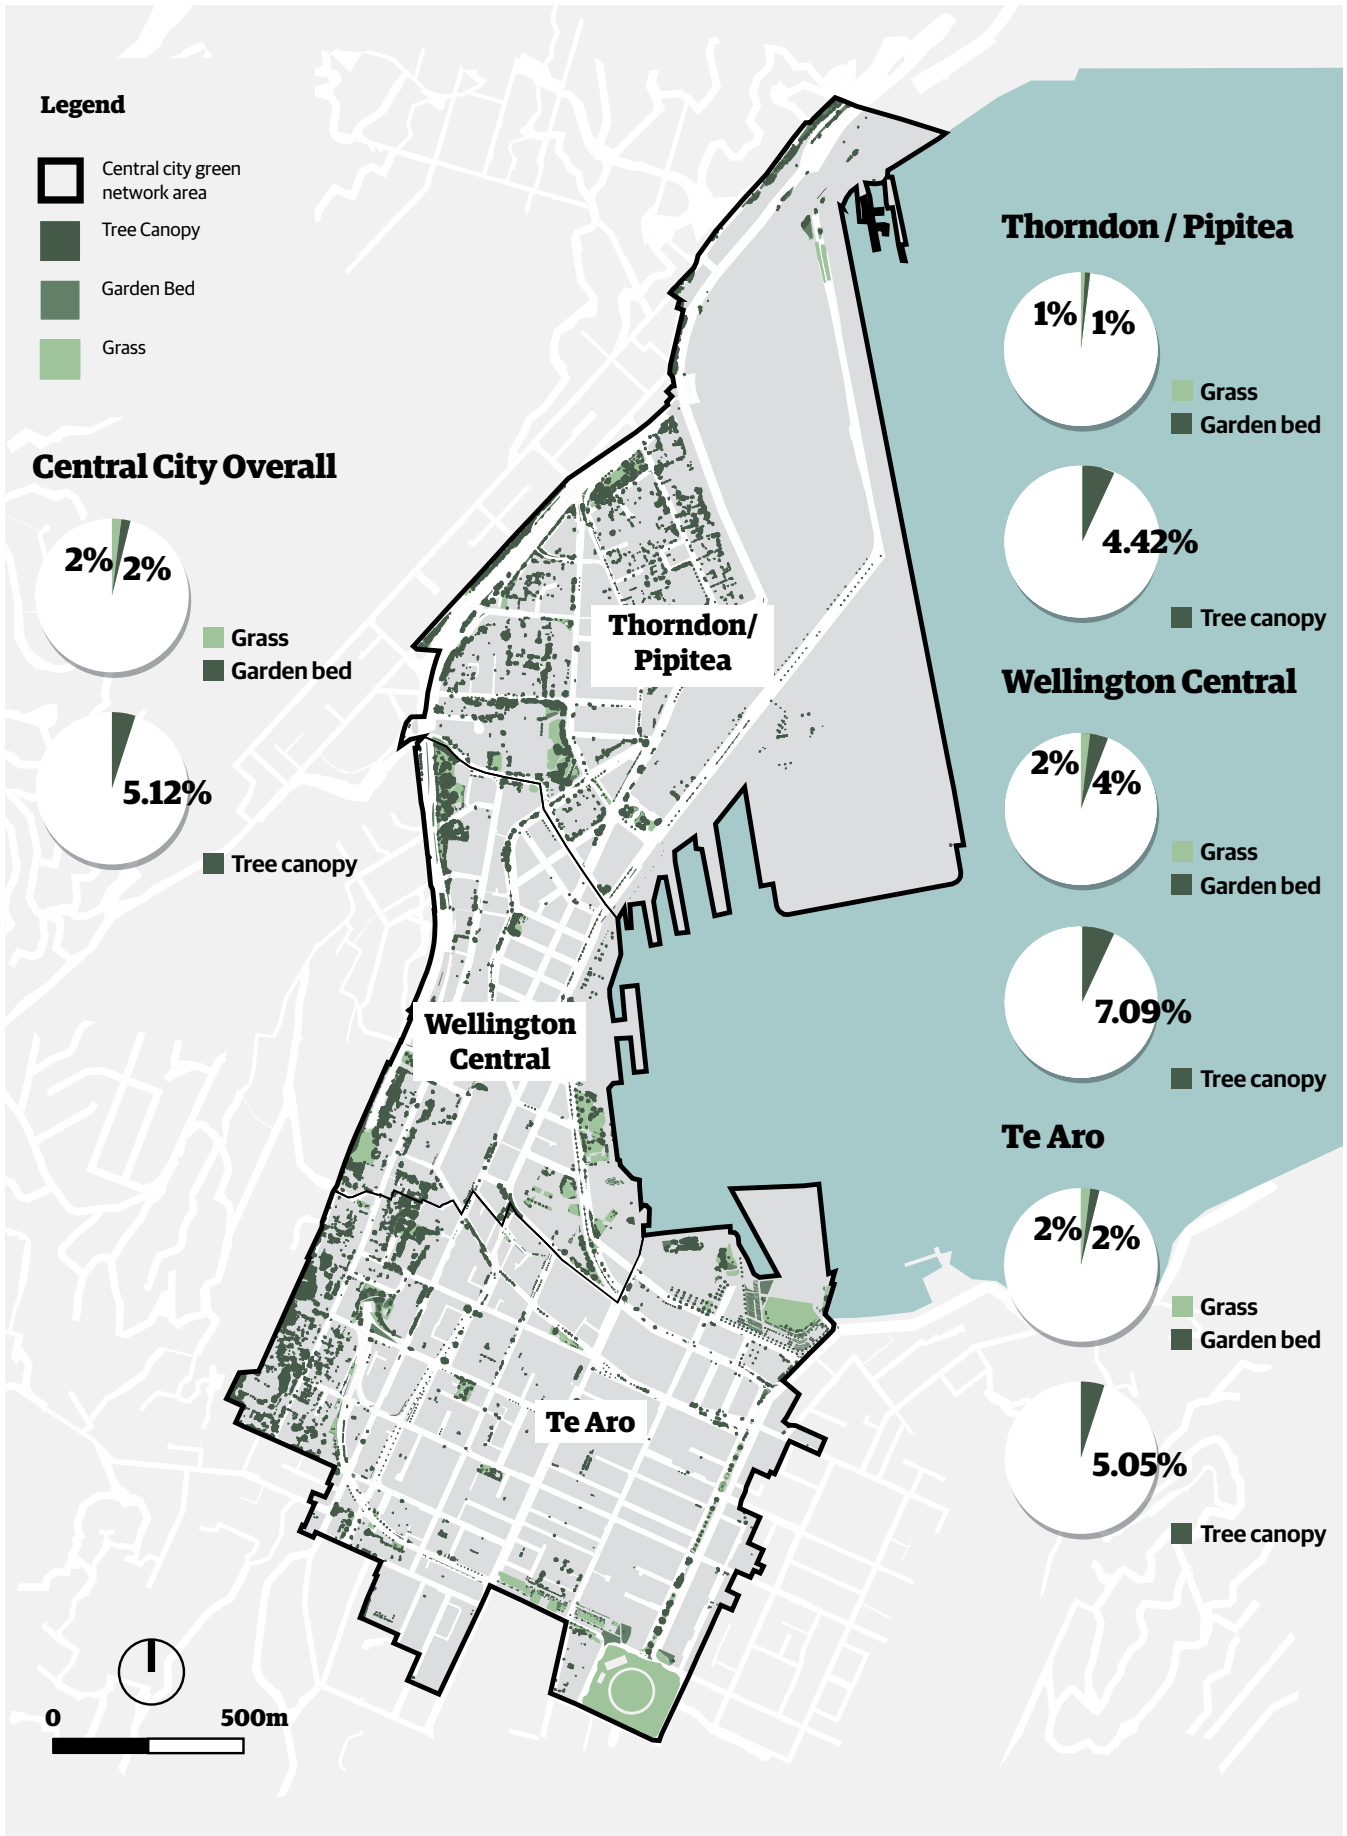 Legend
Central city green
network area
Tree Canopy
Garden Bed
Grass
Central City Overall
2%
2%
Grass
Garden bed
5.12%
Tree canopy
Thorndon / Pipitea
1%
1%
Grass
Garden bed
4.42%
Tree canopy
Wellington Central
2%
4%
Grass
Garden bed
7.09%
Tree canopy
Te Aro
2%
2%
Grass
Garden bed
5.05%
Tree canopy
Thorndon/
Pipitea
Wellington
Central
Te Aro
0 500m